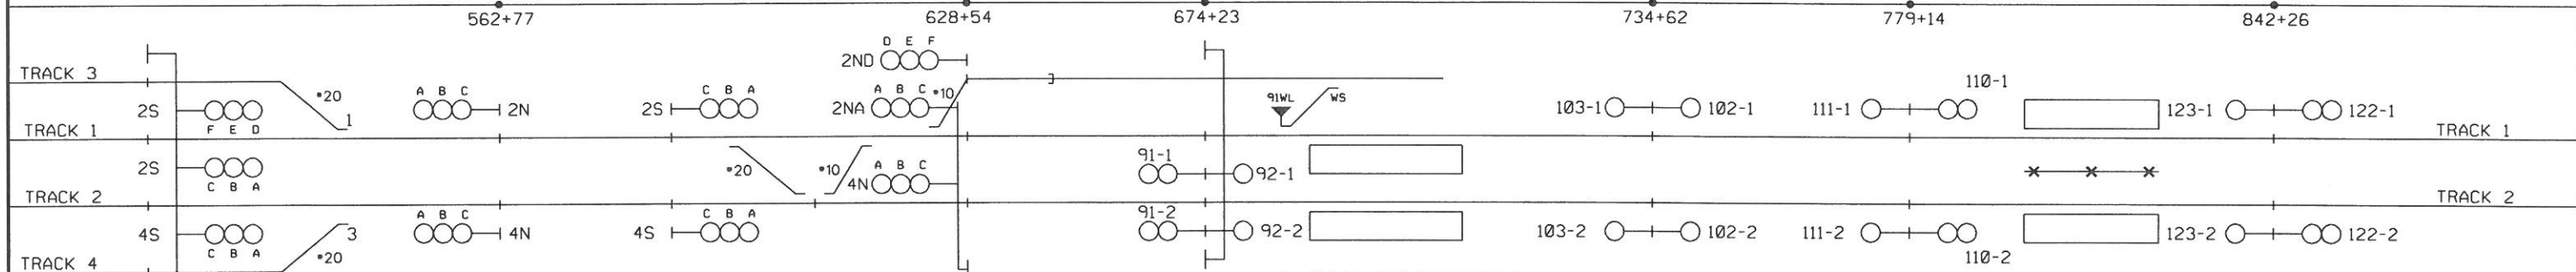 562+77 628+54 674+23 734+62 779+14 842+26
D E F
2ND
TRACK 3 110-1
A B C C B A A B C
*20 *10 91WL WS
2S 2N 2S 2NA 103-1 102-1 111-1 123-1 122-1
F E D 1
TRACK 1 TRACK 1
91-1
A B C
2S *20 *10 92-1
C B A 4N
TRACK 2 TRACK 2
A B C C B A 91-2
4S 3 4N 4S 92-2 103-2 102-2 111-2 123-2 122-2
C B A *20 110-2
TRACK 4